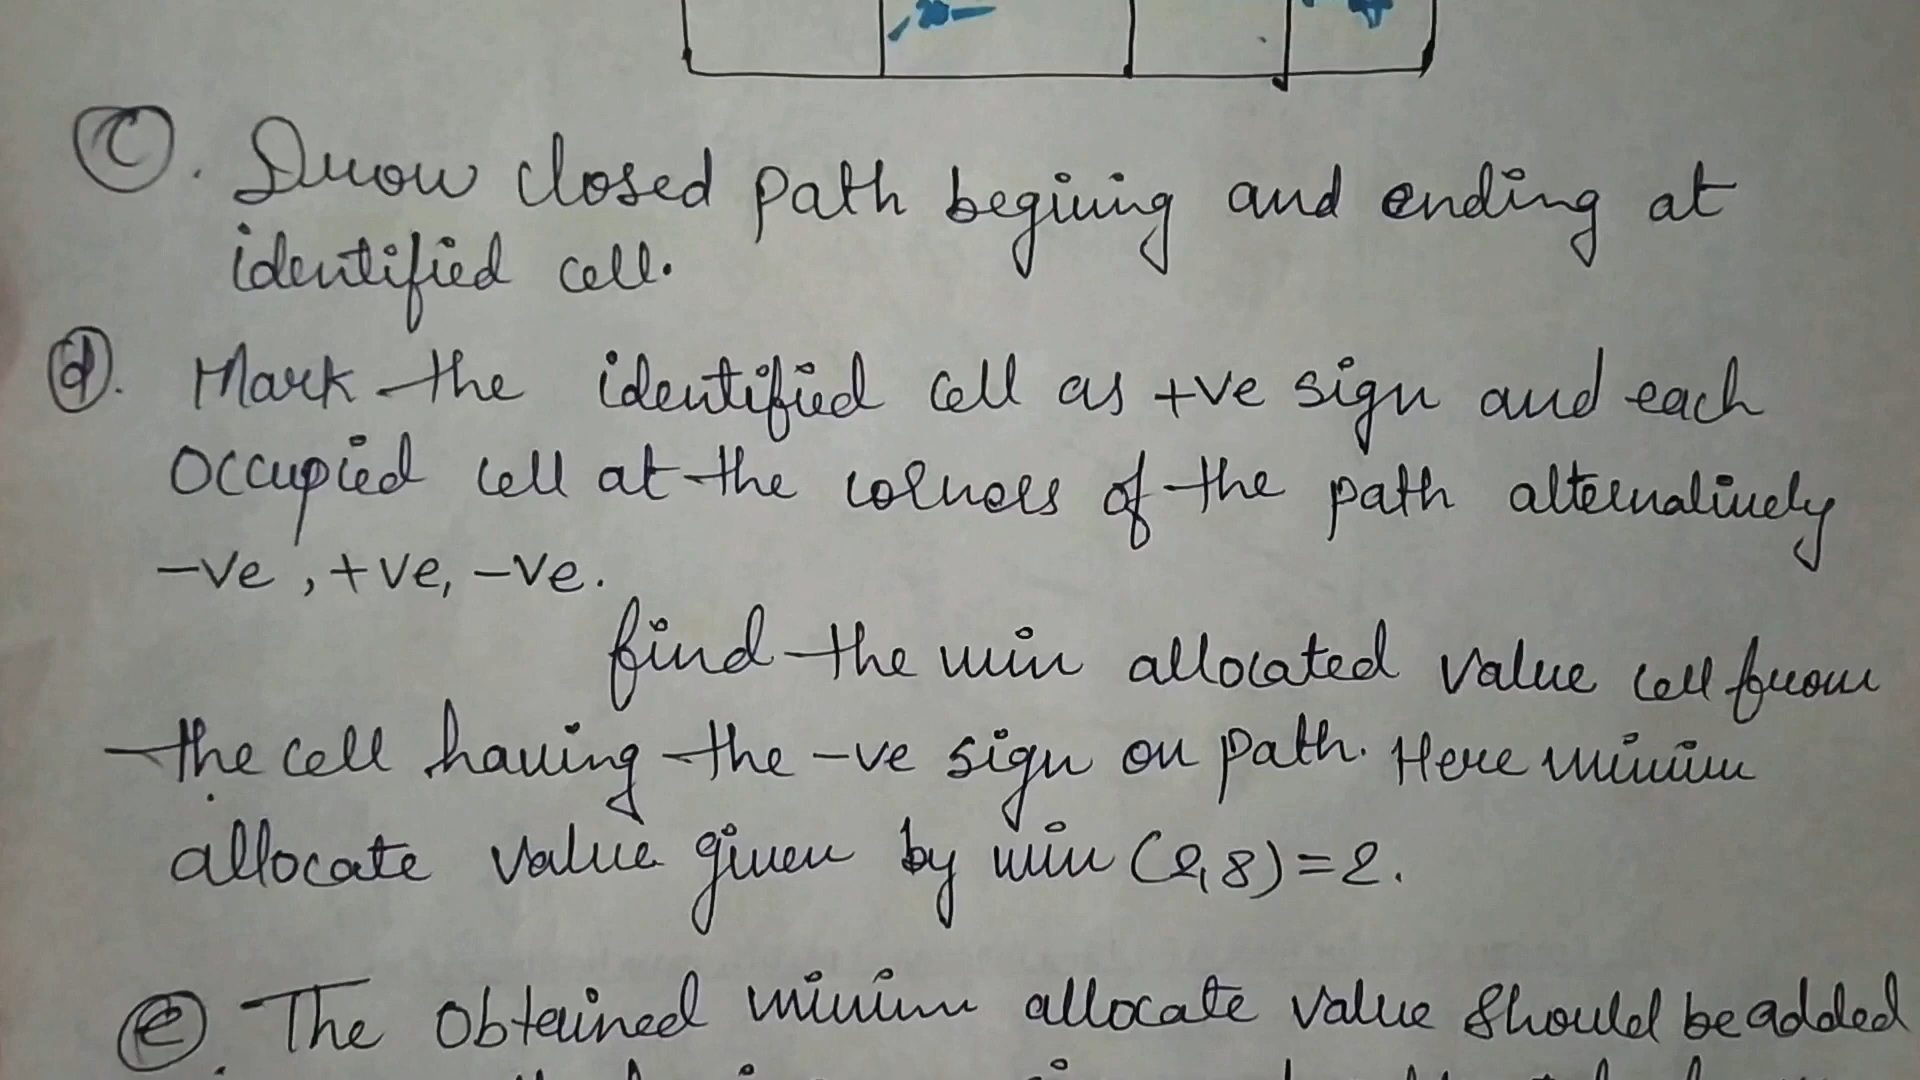 C. Draw closed path begining and ending at
identified cell.
d. Mark the identified cell as +ve sign and each
occupied cell at the corners of the path alternatively
-ve, +ve, -ve.
find the min allocated value cell from
the cell having the -ve sign on path. Here minim
allocate value given by min (2,8)=2.
e. The obtained minim allocate value should be added